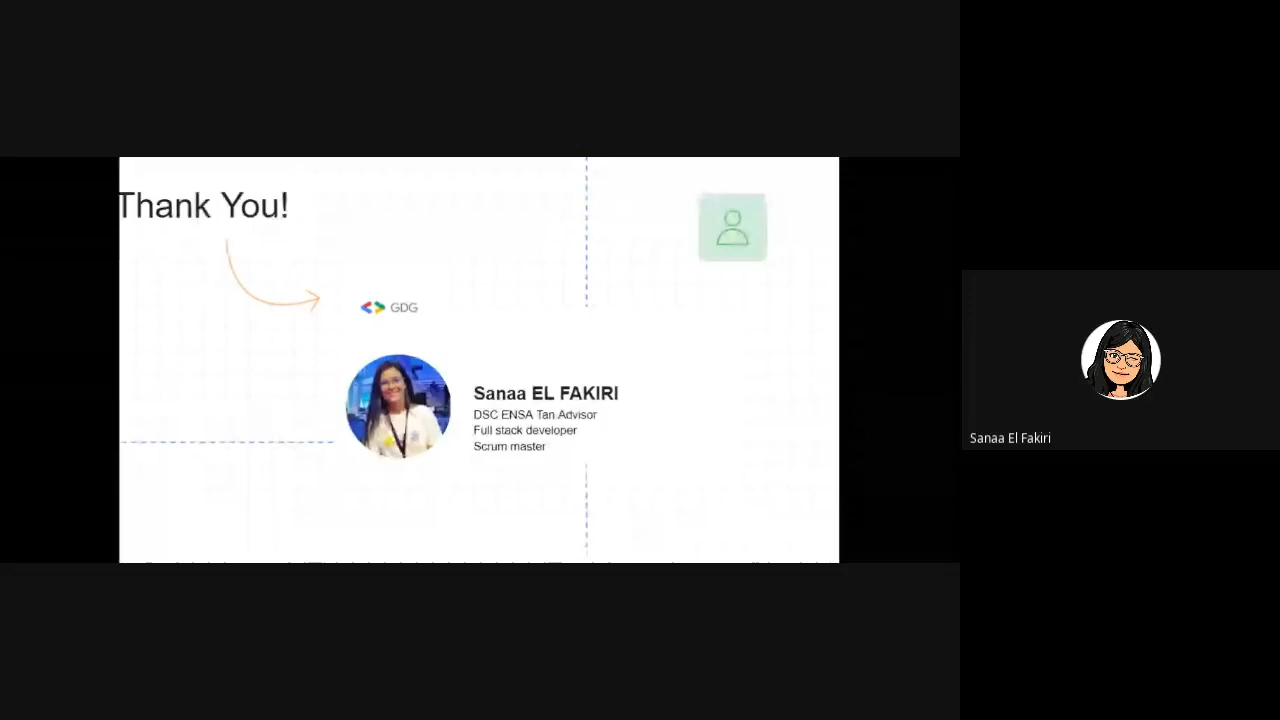 Thank You!
GDG
Sanaa EL FAKIRI
DSC ENSA Tan Advisor
Full stack developer
Scrum master
Sanaa El Fakiri